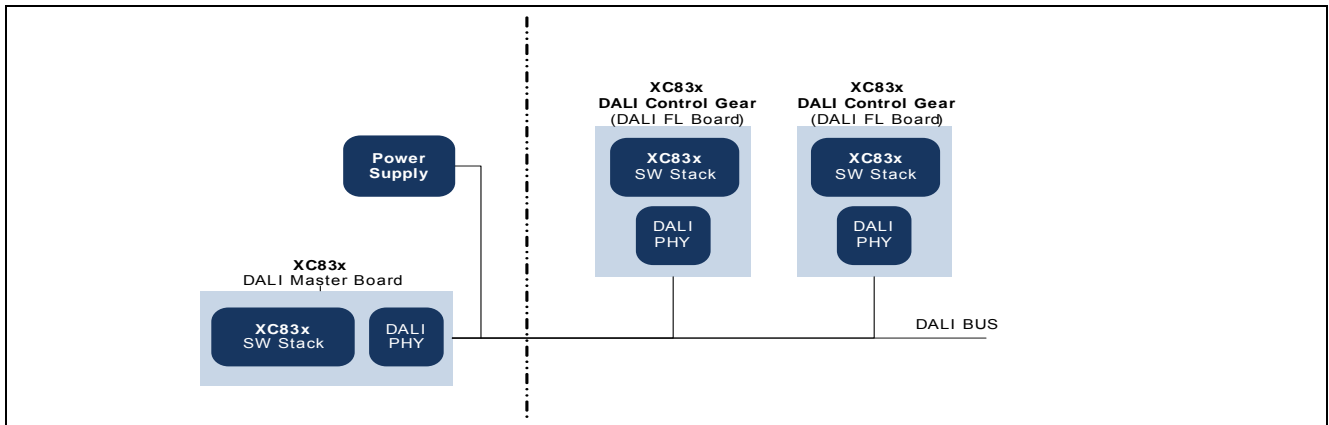 XC83x
DALI Control Gear
(DALI FL Board)
XC83x
SW Stack
DALI
PHY
XC83x
DALI Control Gear
(DALI FL Board)
XC83x
SW Stack
DALI
PHY
Power
Supply
XC83x
DALI Master Board
XC83x
SW Stack
DALI
PHY
DALI BUS